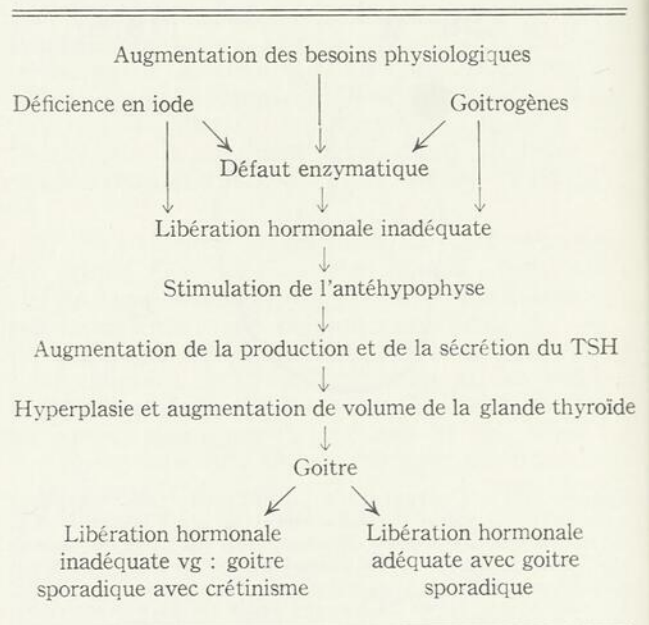 Augmentation des besoins physiologiques
Déficience en iode
Goitrogènes
Défaut enzymatique
Libération hormonale inadéquate
Stimulation de l'antéhypophyse
Augmentation de la production et de la sécrétion du TSH
Hyperplasie et augmentation de volume de la glande thyroïde
Goitre
Libération hormonale
inadéquate vg : goitre
sporadique avec crétinisme
Libération hormonale
adéquate avec goitre
sporadique